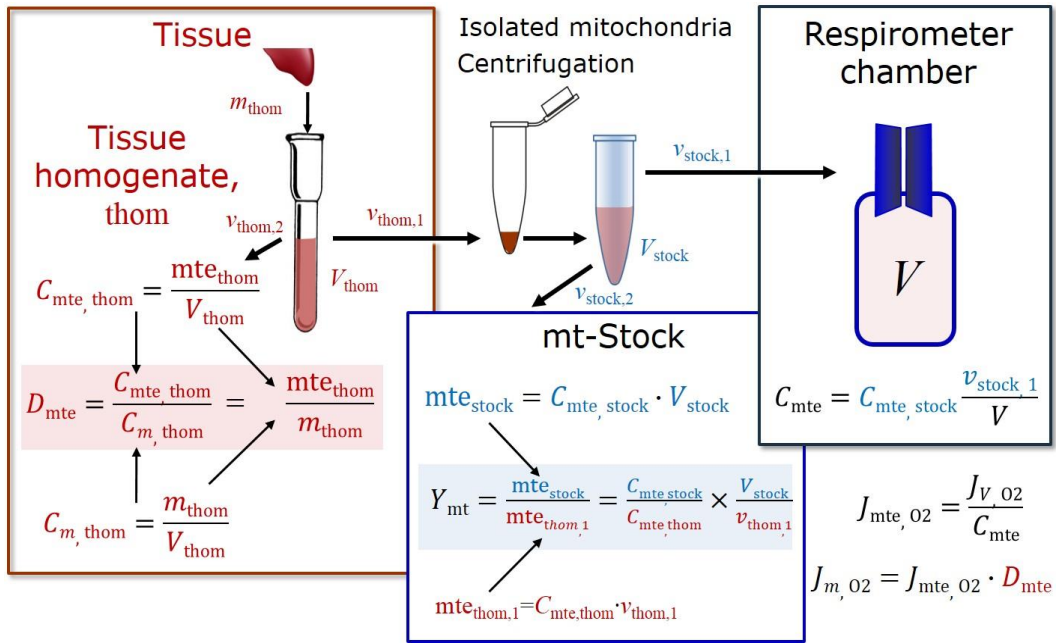 Tissue
m_thom
Tissue
homogenate,
thom
v_thom,2
v_thom,1
V_thom
C_mte, thom = mte_thom / V_thom
D_mte = C_mte, thom / C_m, thom = mte_thom / m_thom
C_m, thom = m_thom / V_thom
Isolated mitochondria
Centrifugation
v_stock,1
V_stock
v_stock,2
mt-Stock
mte_stock = C_mte, stock · V_stock
Y_mt = mte_stock / mte_thom,1 = C_mte,stock / C_mte,thom × V_stock / v_thom,1
mte_thom,1=C_mte,thom·v_thom,1
Respirometer
chamber
V
C_mte = C_mte, stock v_stock,1 / V
J_mte, O2 = J_V, O2 / C_mte
J_m, O2 = J_mte, O2 · D_mte